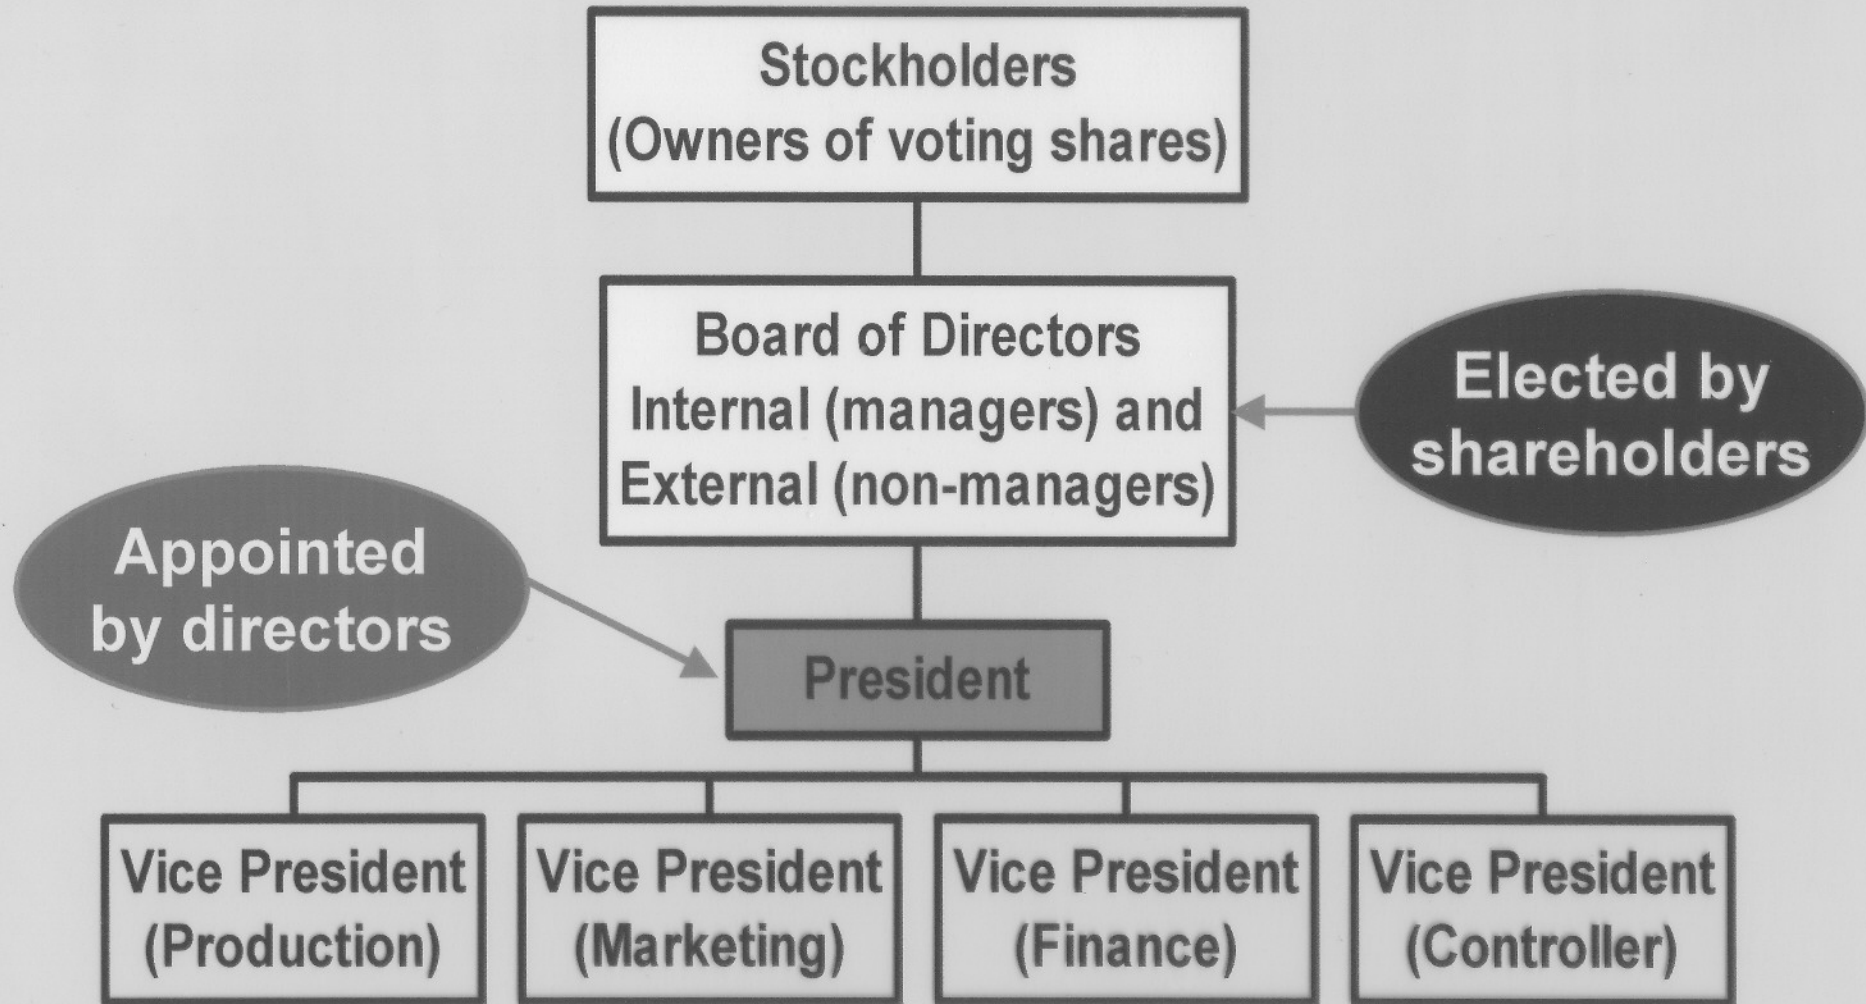 Stockholders
(Owners of voting shares)
Board of Directors
Internal (managers) and
External (non-managers)
Elected by
shareholders
Appointed
by directors
President
Vice President
(Production)
Vice President
(Marketing)
Vice President
(Finance)
Vice President
(Controller)